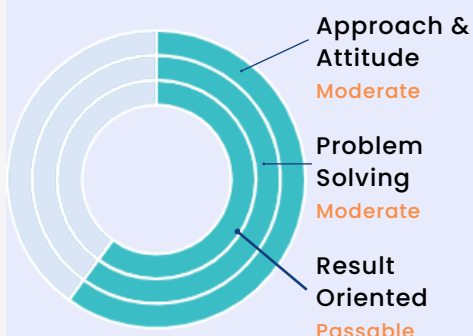 Approach &
Attitude
Moderate
Problem
Solving
Moderate
Result
Oriented
Passable